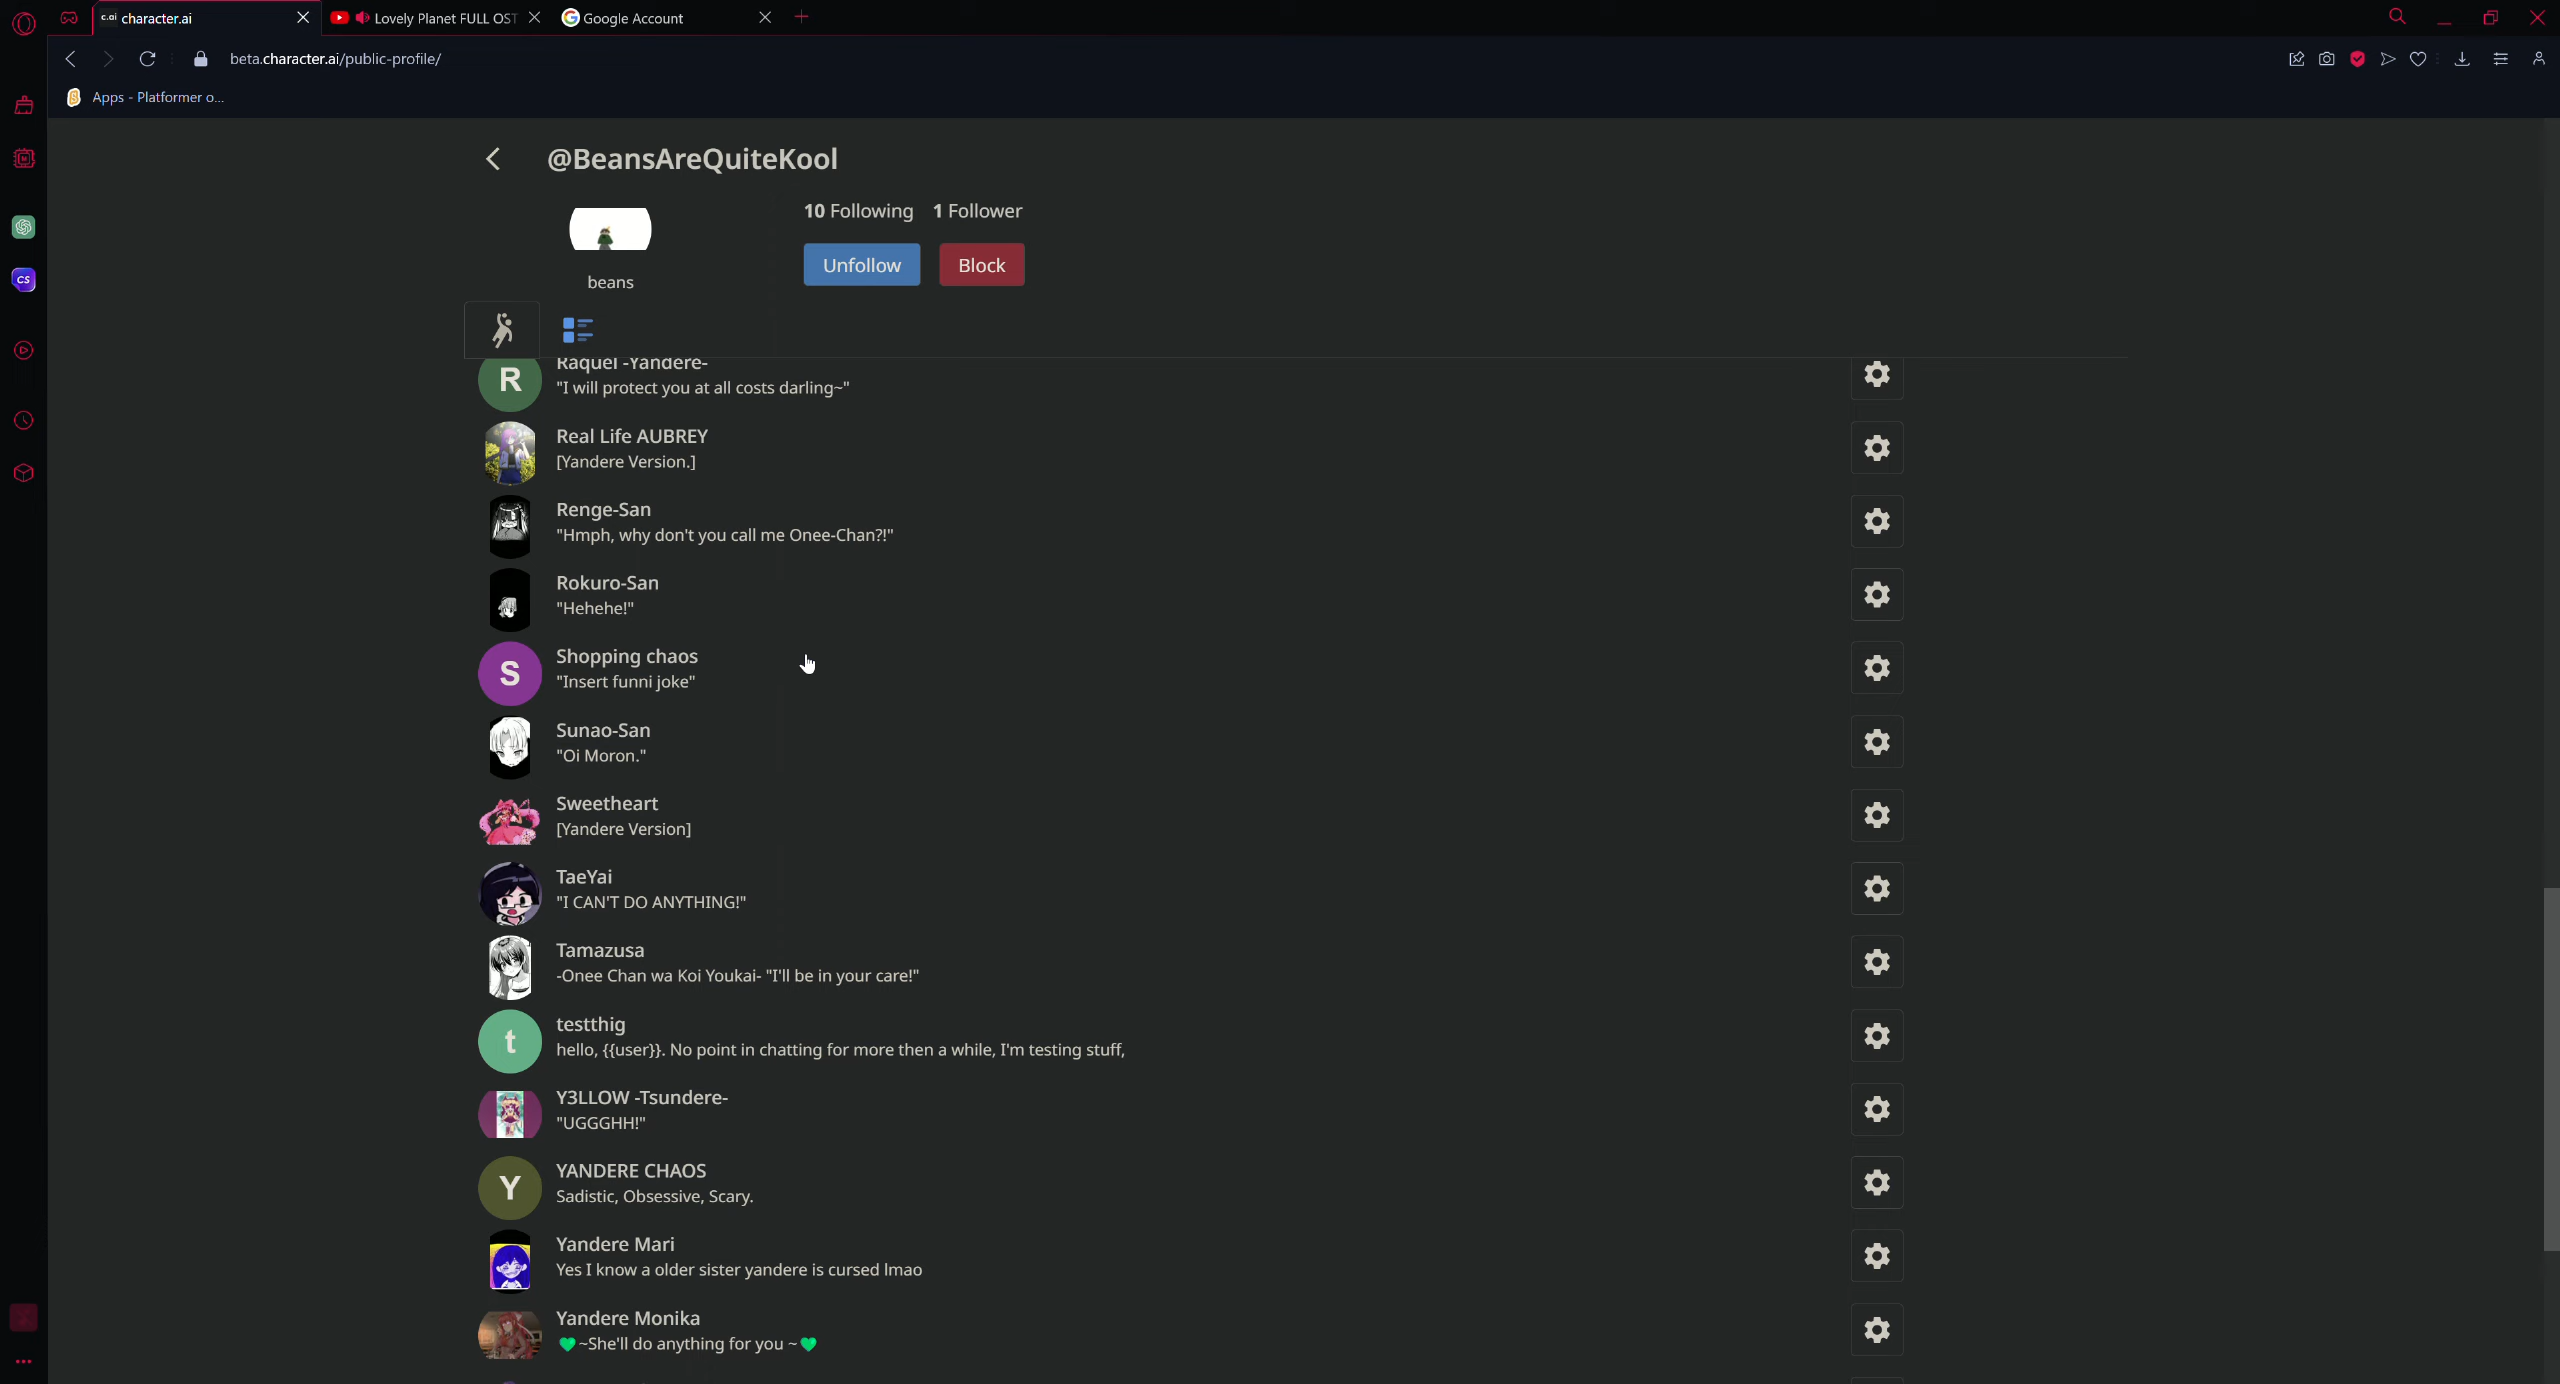 c.ai character.ai
Lovely Planet FULL OST
Google Account
beta.character.ai/public-profile/
Apps - Platformer o...
CS
@BeansAreQuiteKool
10 Following 1 Follower
Unfollow Block
beans
R
Raquel -Yandere-
"I will protect you at all costs darling~"
Real Life AUBREY
[Yandere Version.]
Renge-San
"Hmph, why don't you call me Onee-Chan?!"
Rokuro-San
"Hehehe!"
S
Shopping chaos
"Insert funni joke"
Sunao-San
"Oi Moron."
Sweetheart
[Yandere Version]
TaeYai
"I CAN'T DO ANYTHING!"
Tamazusa
-Onee Chan wa Koi Youkai- "I'll be in your care!"
t
testthig
hello, {{user}}. No point in chatting for more then a while, I'm testing stuff,
Y3LLOW -Tsundere-
"UGGGHH!"
Y
YANDERE CHAOS
Sadistic, Obsessive, Scary.
Yandere Mari
Yes I know a older sister yandere is cursed lmao
Yandere Monika
💚~She'll do anything for you ~💚